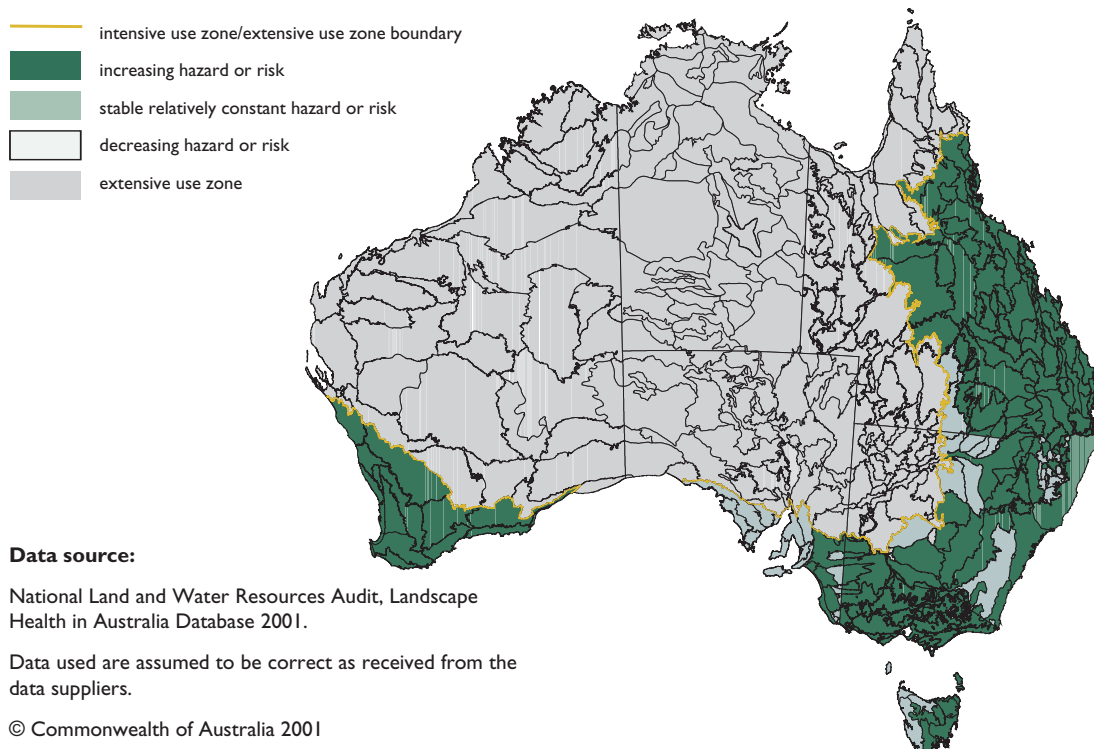 intensive use zone/extensive use zone boundary
increasing hazard or risk
stable relatively constant hazard or risk
decreasing hazard or risk
extensive use zone
Data source:
National Land and Water Resources Audit, Landscape
Health in Australia Database 2001.
Data used are assumed to be correct as received from the
data suppliers.
© Commonwealth of Australia 2001